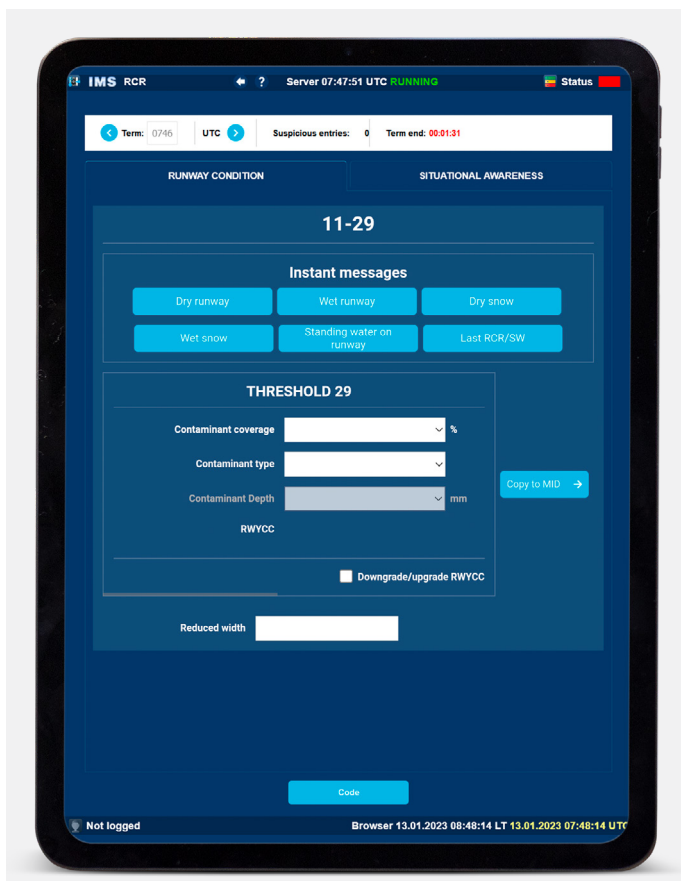 IMS RCR ? Server 07:47:51 UTC RUNNING Status
Term: 0746 UTC Suspicious entries: 0 Term end: 00:01:31
RUNWAY CONDITION SITUATIONAL AWARENESS
11-29
Instant messages
Dry runway Wet runway Dry snow
Wet snow Standing water on runway Last RCR/SW
THRESHOLD 29
Contaminant coverage %
Contaminant type
Copy to MID →
Contaminant Depth mm
RWYCC
Downgrade/upgrade RWYCC
Reduced width
Code
Not logged Browser 13.01.2023 08:48:14 LT 13.01.2023 07:48:14 UTC